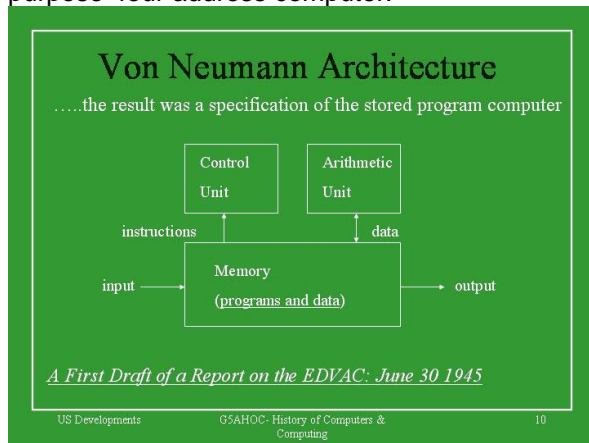 purpose four address computer.
Von Neumann Architecture
.....the result was a specification of the stored program computer
Control
Unit
Arithmetic
Unit
instructions
data
input
Memory
(programs and data)
output
A First Draft of a Report on the EDVAC: June 30 1945
US Developments
G5AHOC- History of Computers &
Computing
10